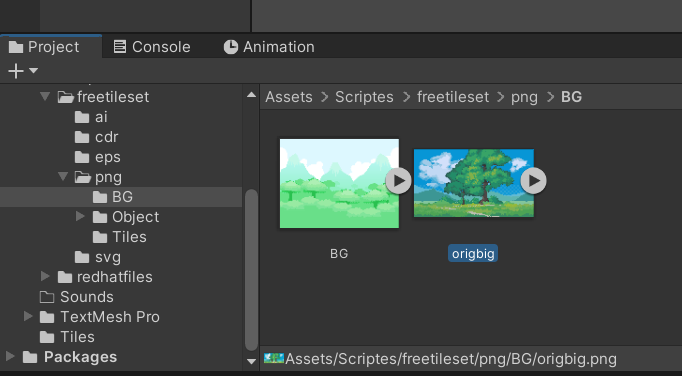 Project Console Animation
freetileset
ai
cdr
eps
png
BG
Object
Tiles
svg
redhatfiles
Sounds
TextMesh Pro
Tiles
Packages
Assets > Scriptes > freetileset > png > BG
BG
origbig
Assets/Scriptes/freetileset/png/BG/origbig.png